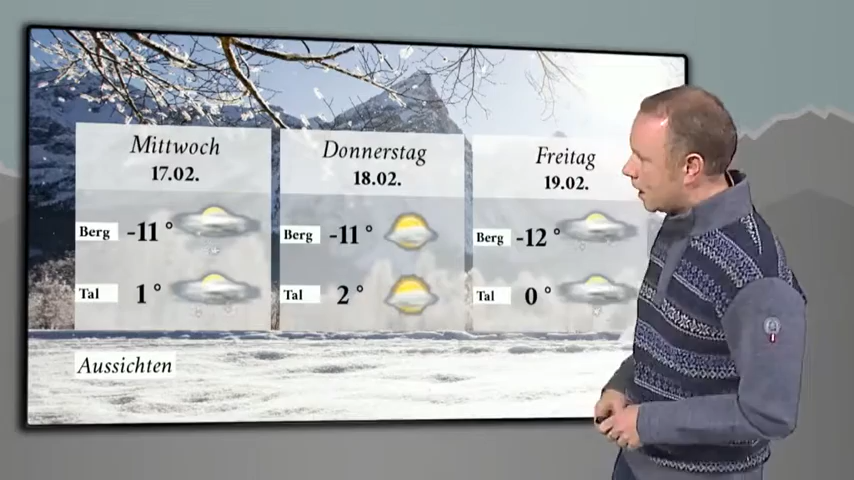 Mittwoch
17.02.
Berg -11°
Tal 1°
Donnerstag
18.02.
Berg -11°
Tal 2°
Freitag
19.02.
Berg -12°
Tal 0°
Aussichten